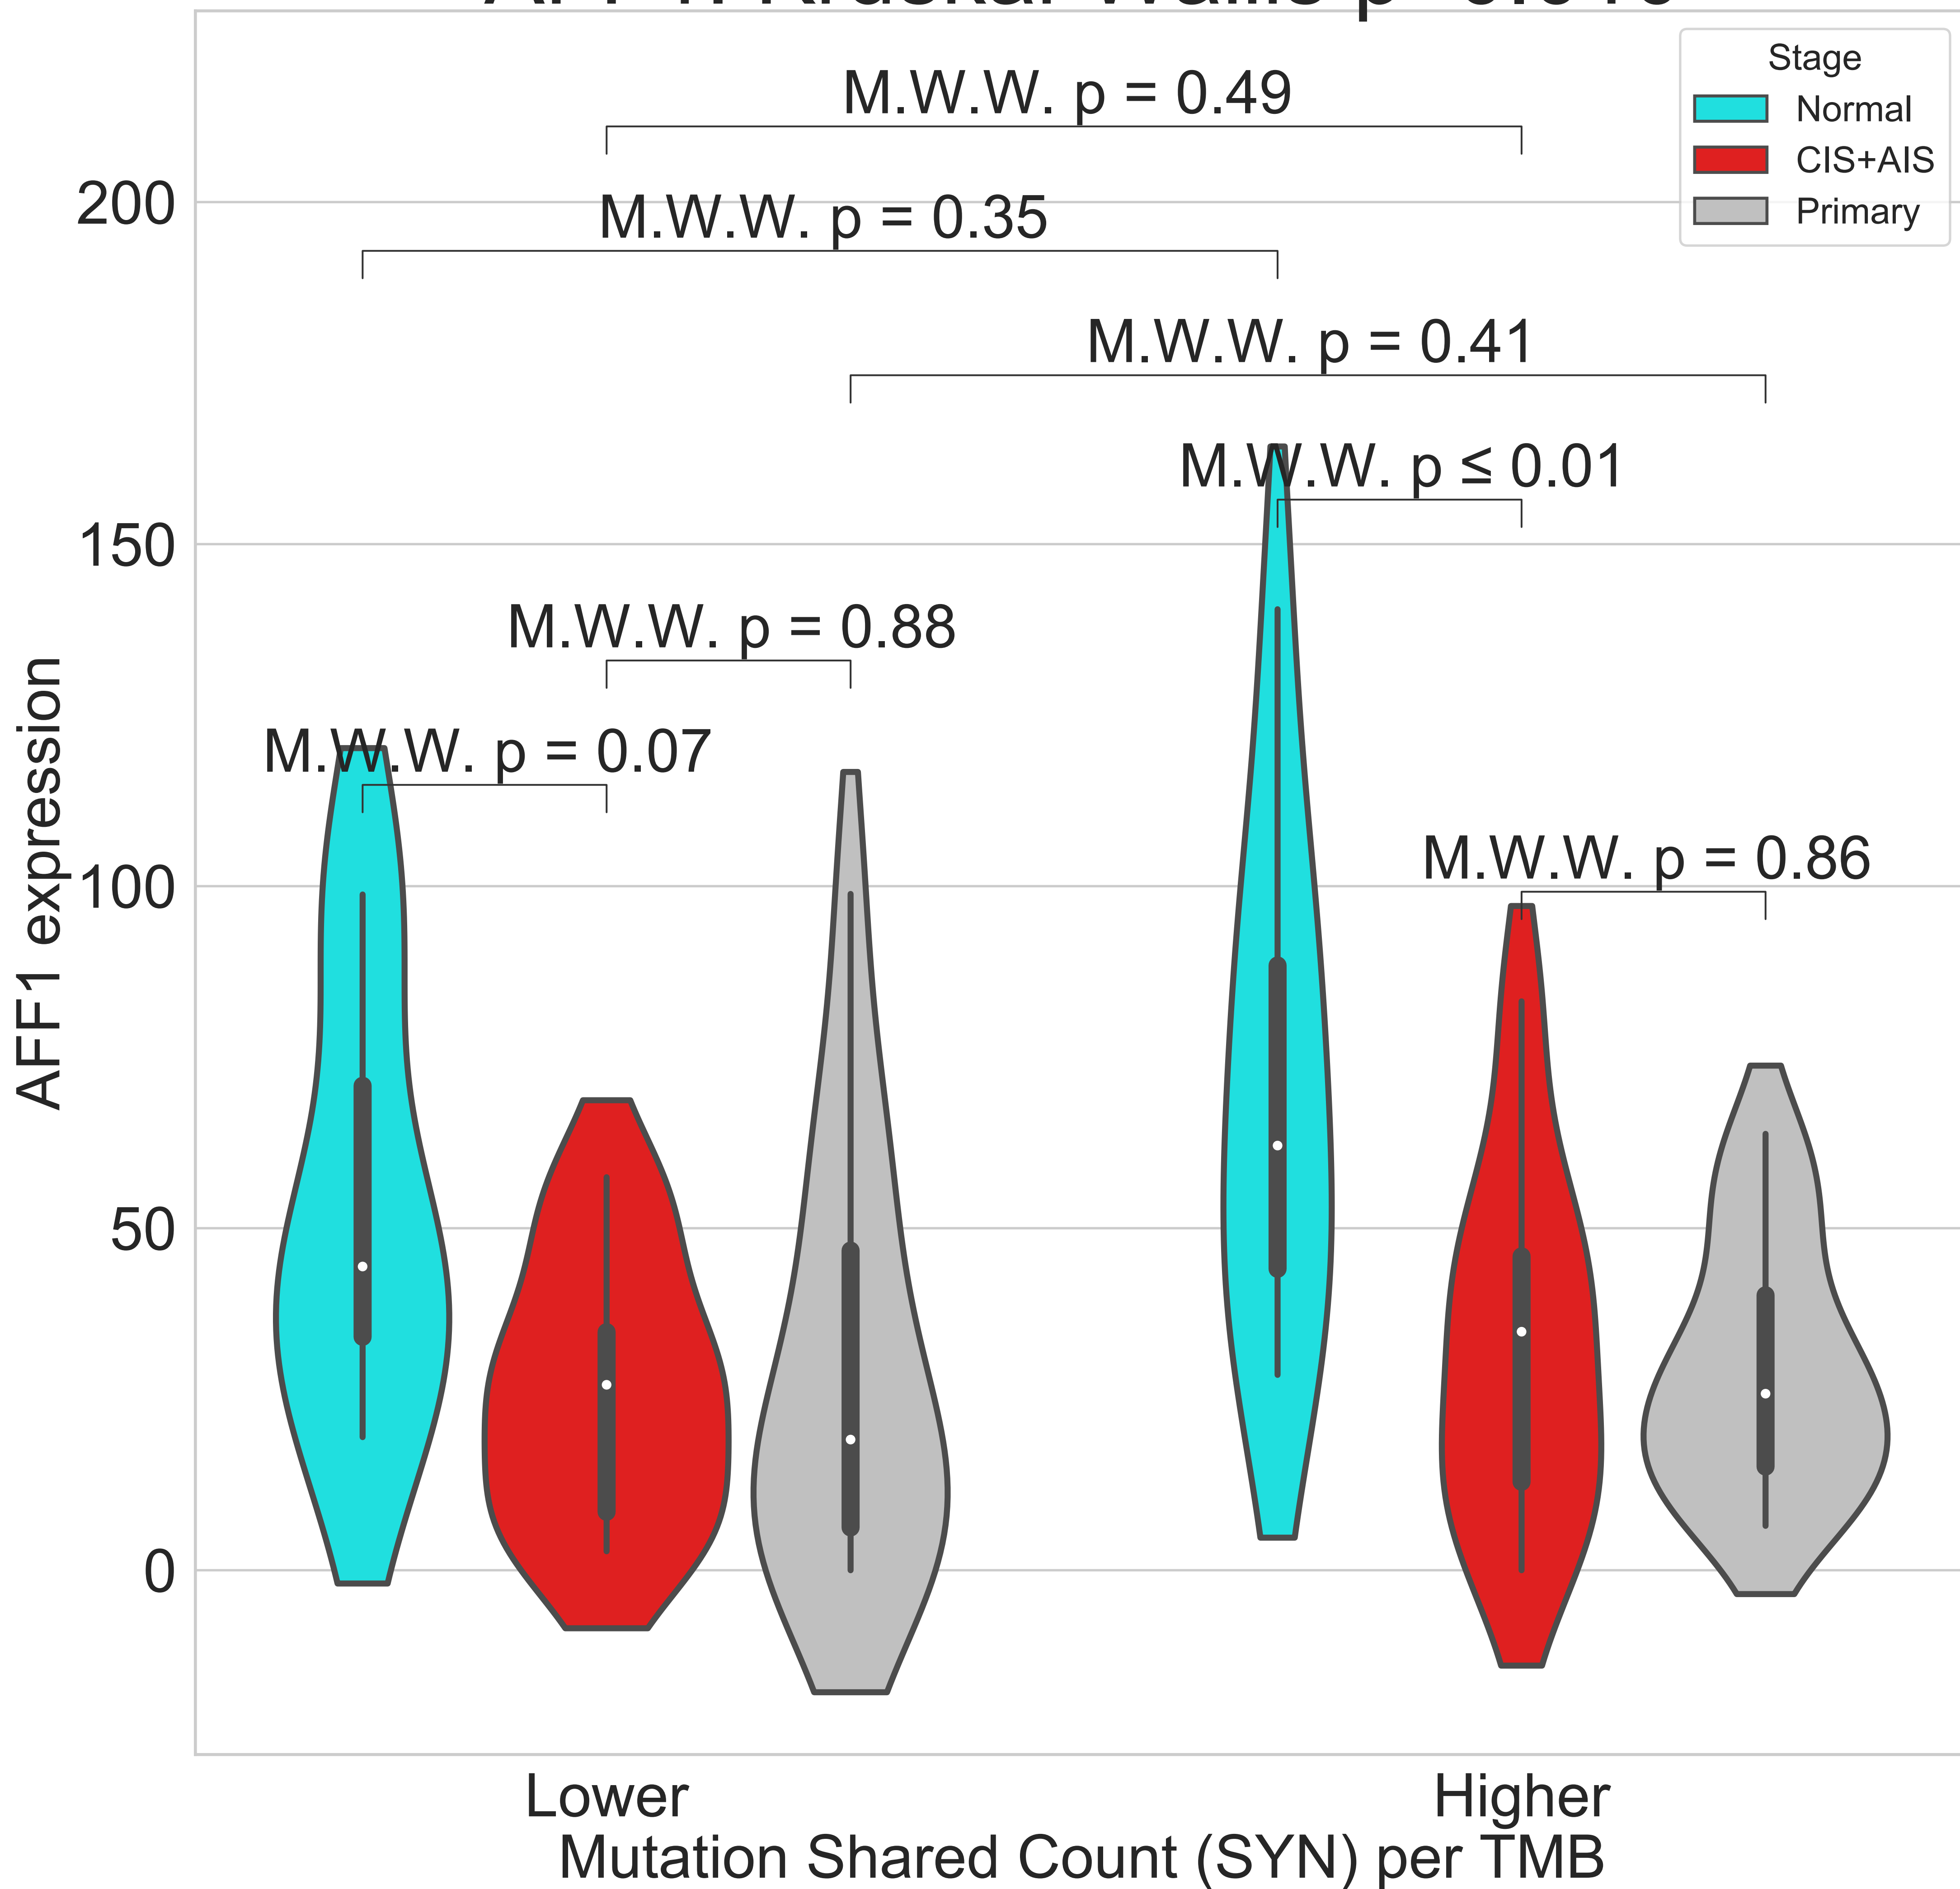 M.W.W. p = 0.49
M.W.W. p = 0.35
M.W.W. p = 0.41
M.W.W. p ≤ 0.01
M.W.W. p = 0.88
M.W.W. p = 0.07
M.W.W. p = 0.86
Stage
Normal
CIS+AIS
Primary
AFF1 expression
200
150
100
50
0
Lower
Higher
Mutation Shared Count (SYN) per TMB